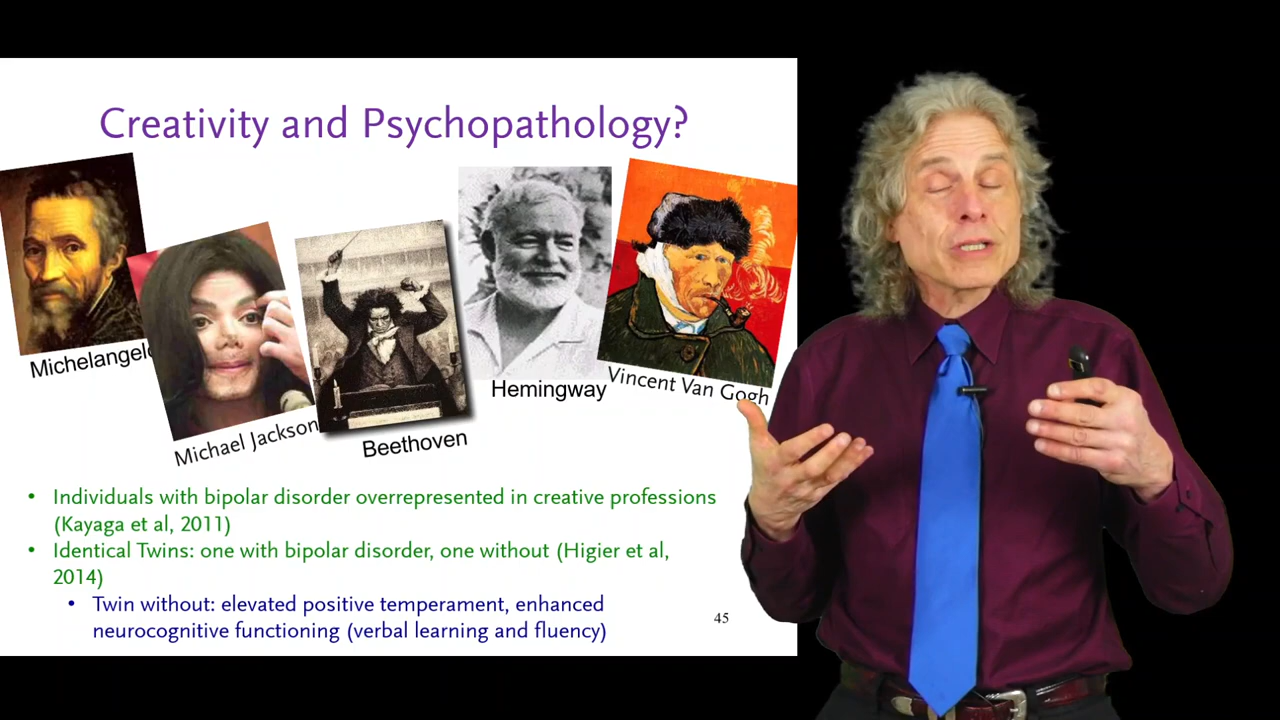 Creativity and Psychopathology?
Michelangelo
Michael Jackson
Beethoven
Hemingway
Vincent Van Gogh
• Individuals with bipolar disorder overrepresented in creative professions
(Kayaga et al, 2011)
• Identical Twins: one with bipolar disorder, one without (Higier et al,
2014)
• Twin without: elevated positive temperament, enhanced
neurocognitive functioning (verbal learning and fluency)
45